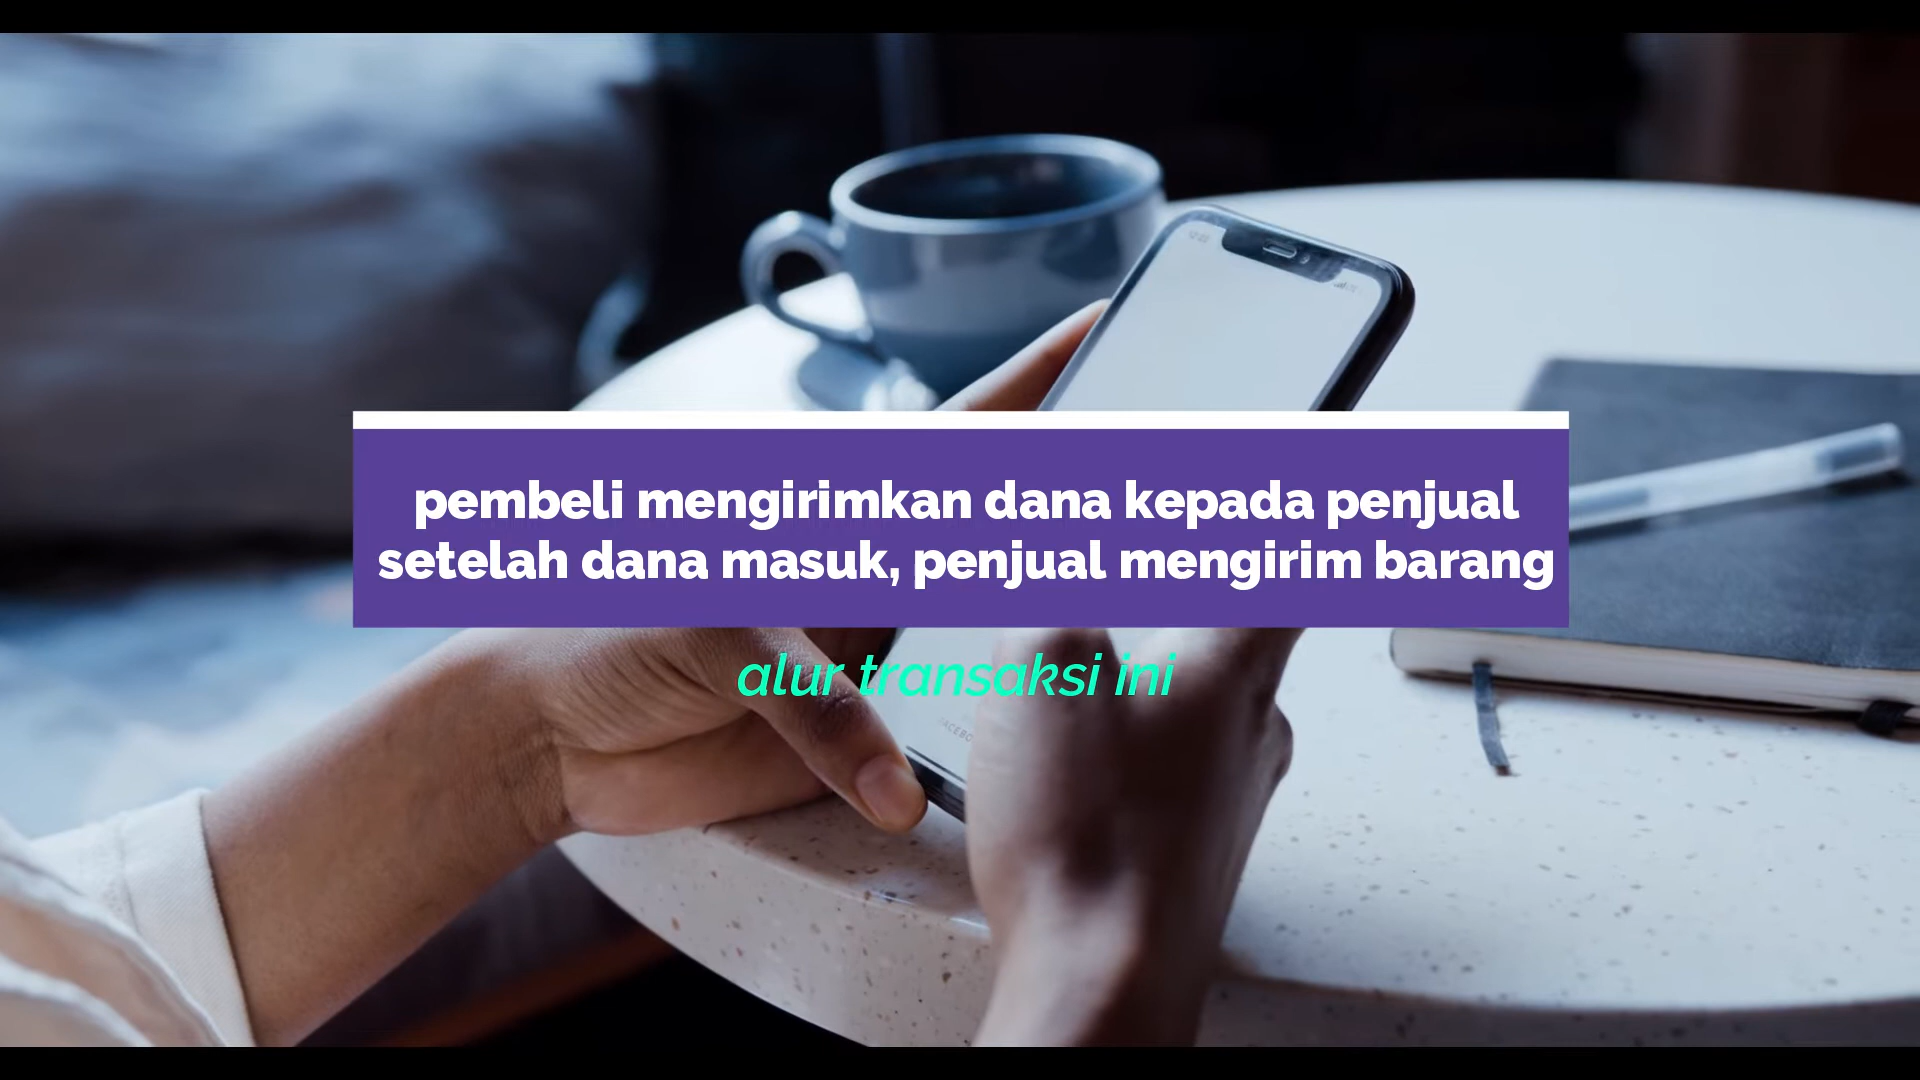 pembeli mengirimkan dana kepada penjual
setelah dana masuk, penjual mengirim barang
alur transaksi ini